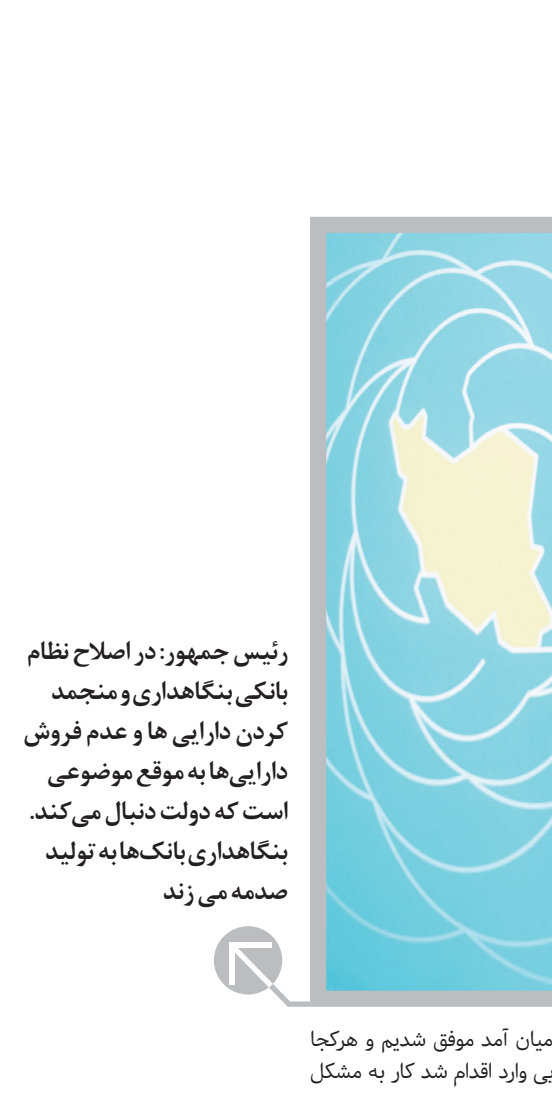 رئیس جمهور: در اصلاح نظام
بانکی بنگاهداری و منجمد
کردن دارایی ها و عدم فروش
دارایی‌ها به موقع موضوعی
است که دولت دنبال می‌کند.
بنگاهداری بانک‌ها به تولید
صدمه می زند
میان آمد موفق شدیم و هرکجا
وارد اقدام شد کار به مشکل